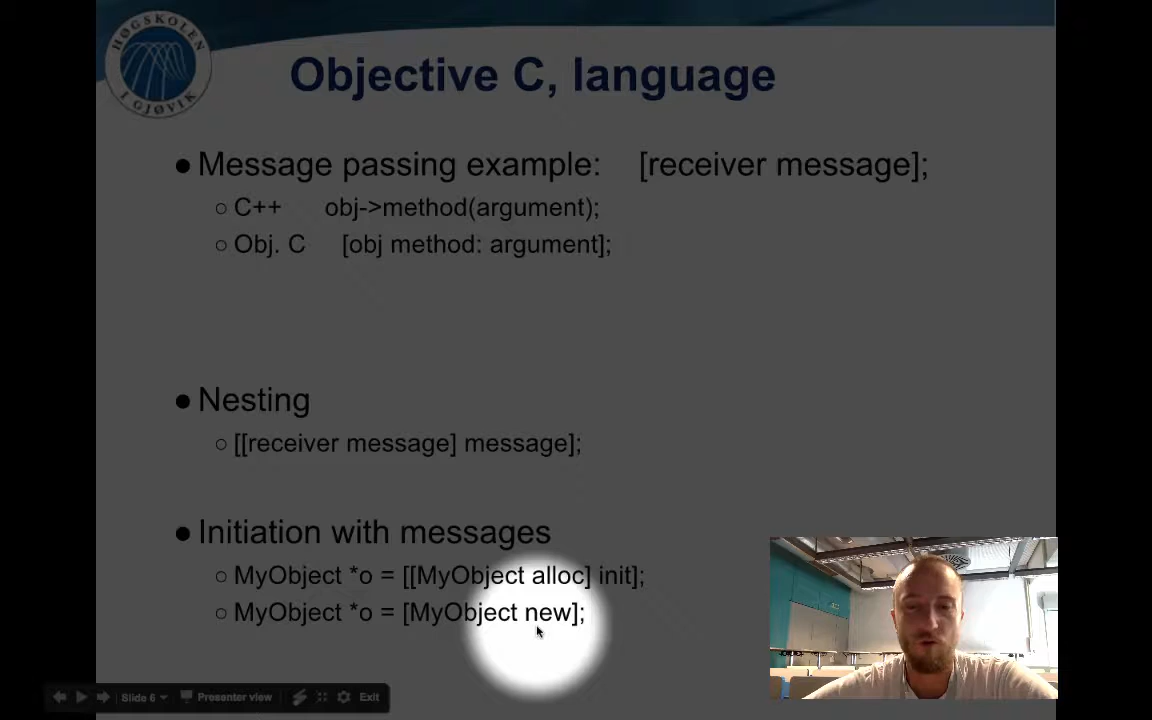 HØGSKOLEN
I GJØVIK
Objective C, language
● Message passing example: [receiver message];
○ C++ obj->method(argument);
○ Obj. C [obj method: argument];
● Nesting
○ [[receiver message] message];
● Initiation with messages
○ MyObject *o = [[MyObject alloc] init];
○ MyObject *o = [MyObject new];
Slide 6 Presenter view Exit